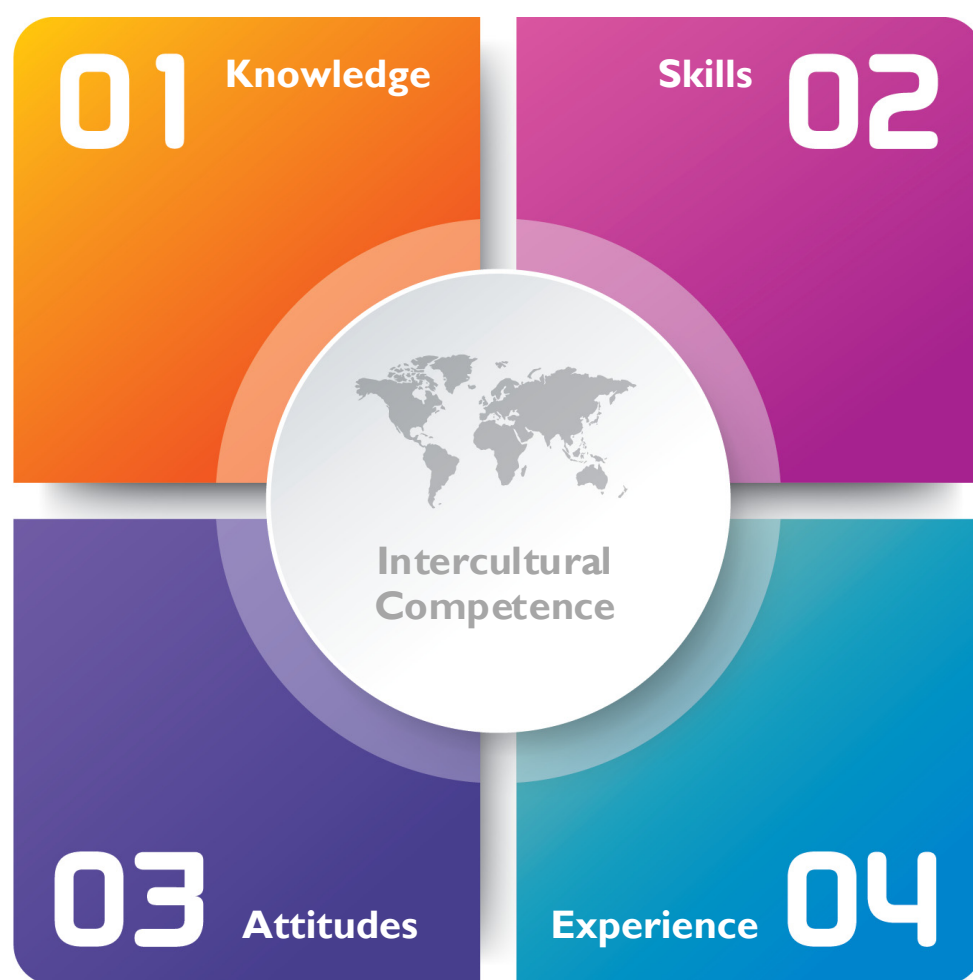 01 Knowledge
Skills 02
Intercultural
Competence
03 Attitudes
Experience 04